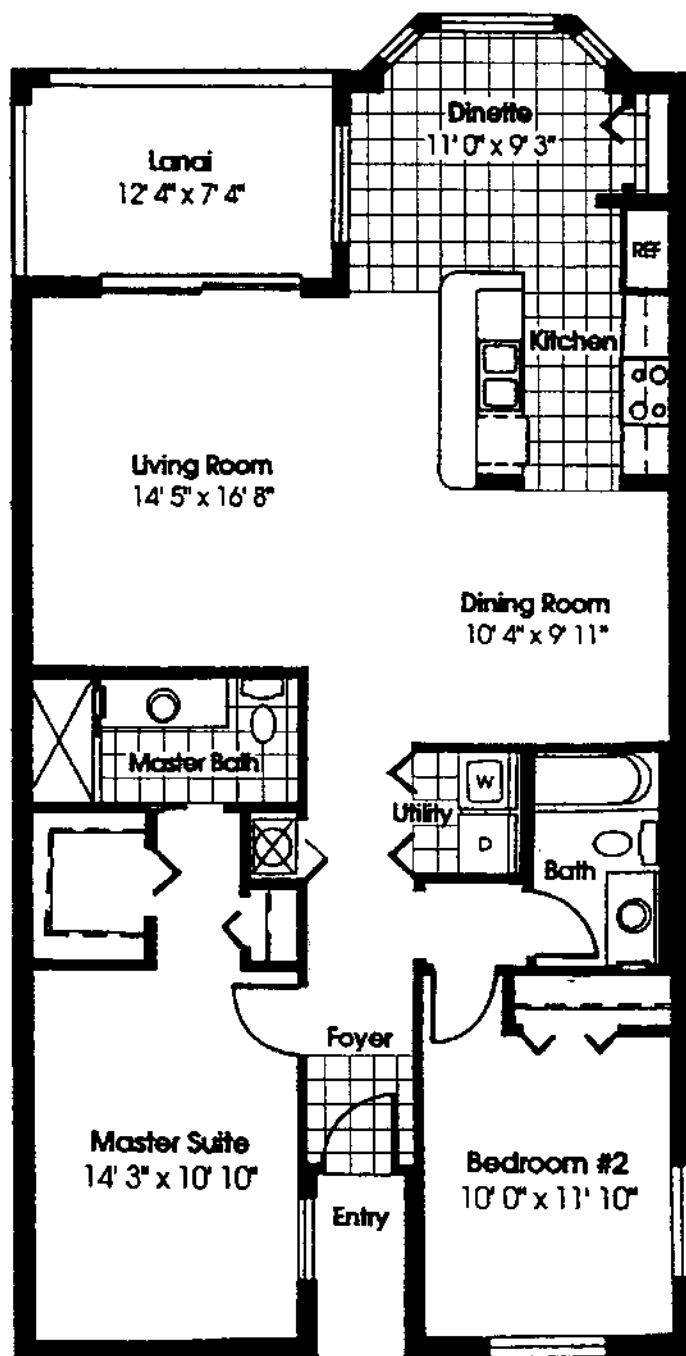 Dinette
11' 0" x 9' 3"
Lanai
12' 4" x 7' 4"
REF
Kitchen
Living Room
14' 5" x 16' 8"
Dining Room
10' 4" x 9' 11"
Master Bath
W
Utility
D
Bath
Foyer
Master Suite
14' 3" x 10' 10"
Bedroom #2
10' 0" x 11' 10"
Entry